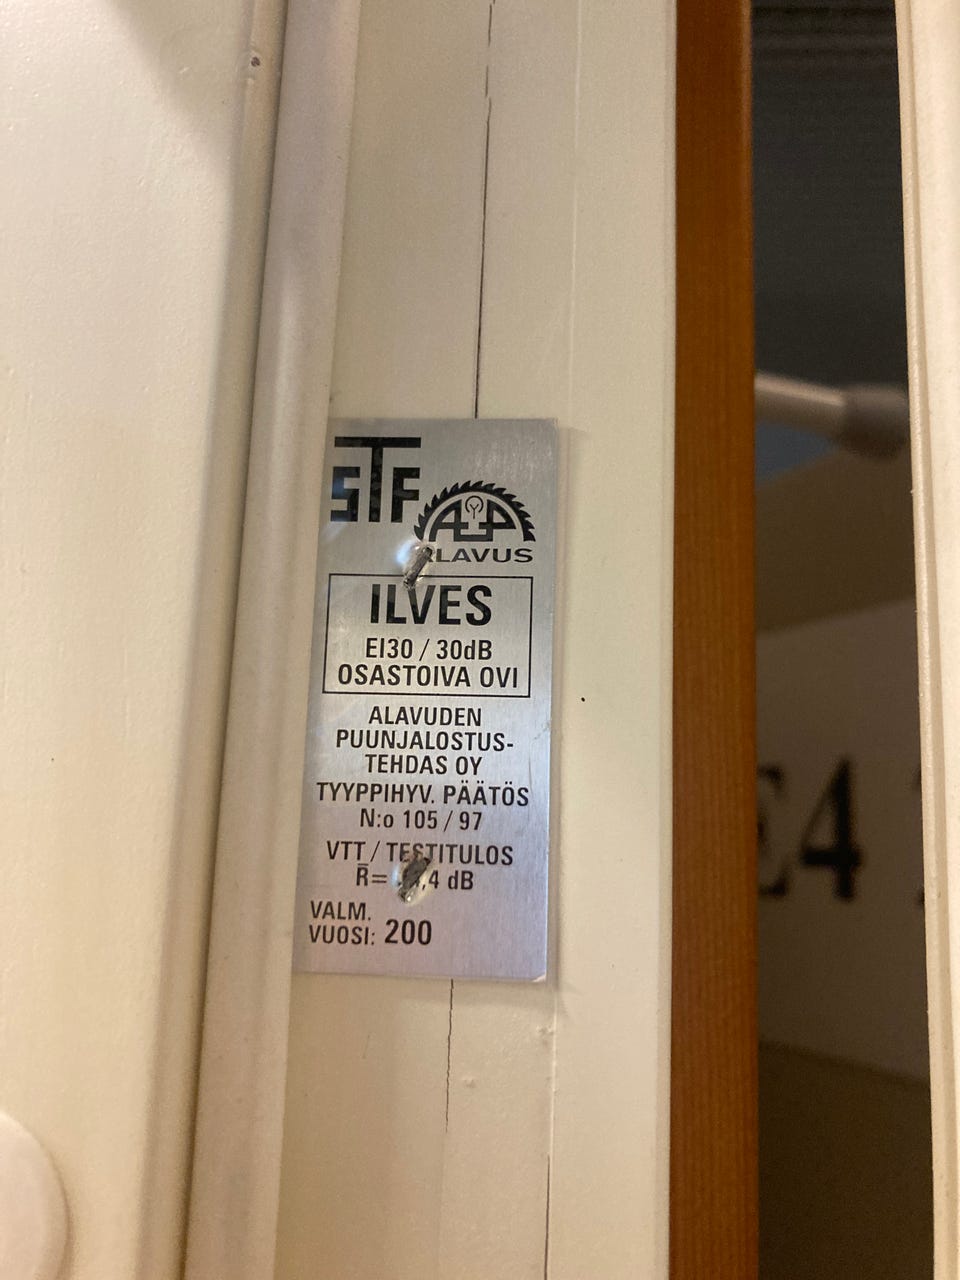 STF
ALAVUS
ILVES
EI30 / 30dB
OSASTOIVA OVI
ALAVUDEN
PUUNJALOSTUS-
TEHDAS OY
TYYPPIHYV. PÄÄTÖS
N:o 105 / 97
VTT / TESTITULOS
R̅= ,4 dB
VALM.
VUOSI: 200
E4